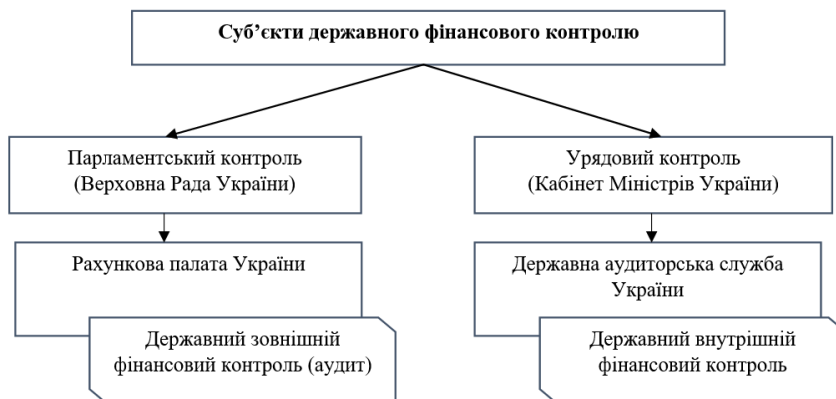 Суб’єкти державного фінансового контролю
Парламентський контроль
(Верховна Рада України)
Урядовий контроль
(Кабінет Міністрів України)
Рахункова палата України
Державна аудиторська служба
України
Державний зовнішній
фінансовий контроль (аудит)
Державний внутрішній
фінансовий контроль